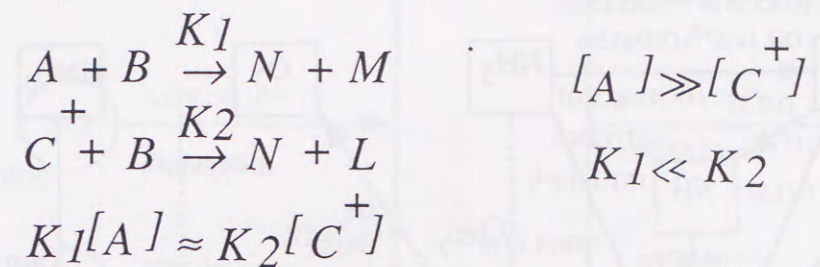 A + B →K1 N + M
C⁺ + B →K2 N + L
K1[A] ≈ K2[C⁺]
[A] ≫ [C⁺]
K1 ≪ K2